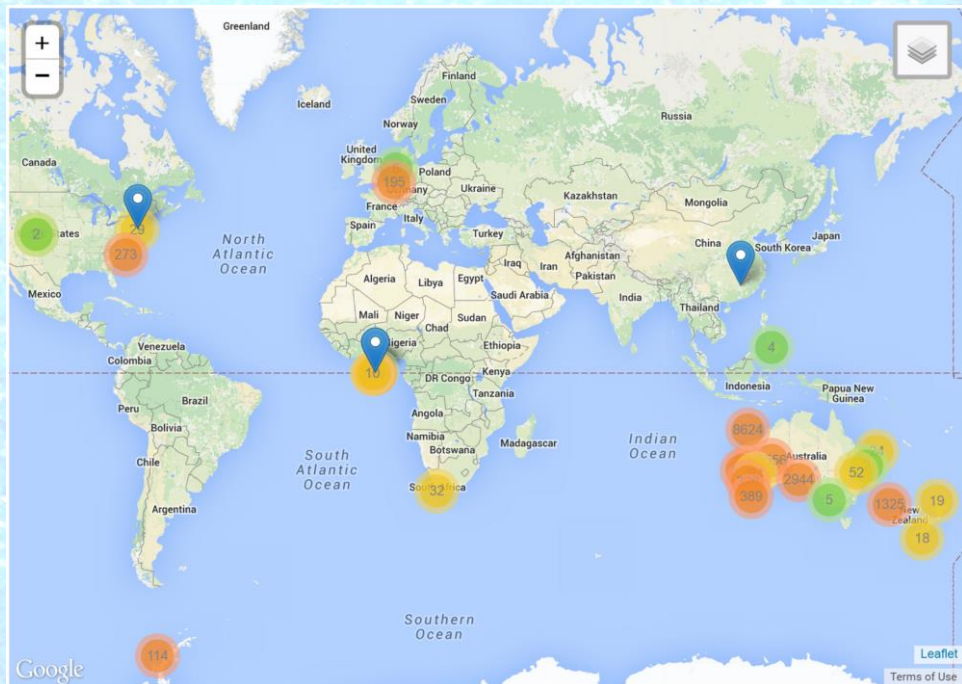 Greenland
+
−
Iceland
Finland
Sweden
Norway
Russia
Canada
United
Kingdom
Poland
195
Ukraine
Kazakhstan
Mongolia
France
Italy
Spain
Turkey
2
29
273
North
Atlantic
Ocean
China
South Korea
Japan
Afghanistan
Iraq
Iran
Pakistan
Algeria
Libya
Egypt
Saudi Arabia
India
Thailand
Mexico
Mali
Niger
Chad
Sudan
Ethiopia
Venezuela
Colombia
4
10
DR Congo
Kenya
Tanzania
Indonesia
Papua New
Guinea
Peru
Brazil
Bolivia
Angola
Namibia
Botswana
Madagascar
Indian
Ocean
South
Atlantic
Ocean
Chile
Argentina
32
8624
Australia
2944
52
389
5
1325
19
New
Zealand
18
Southern
Ocean
114
Google
Leaflet
Terms of Use